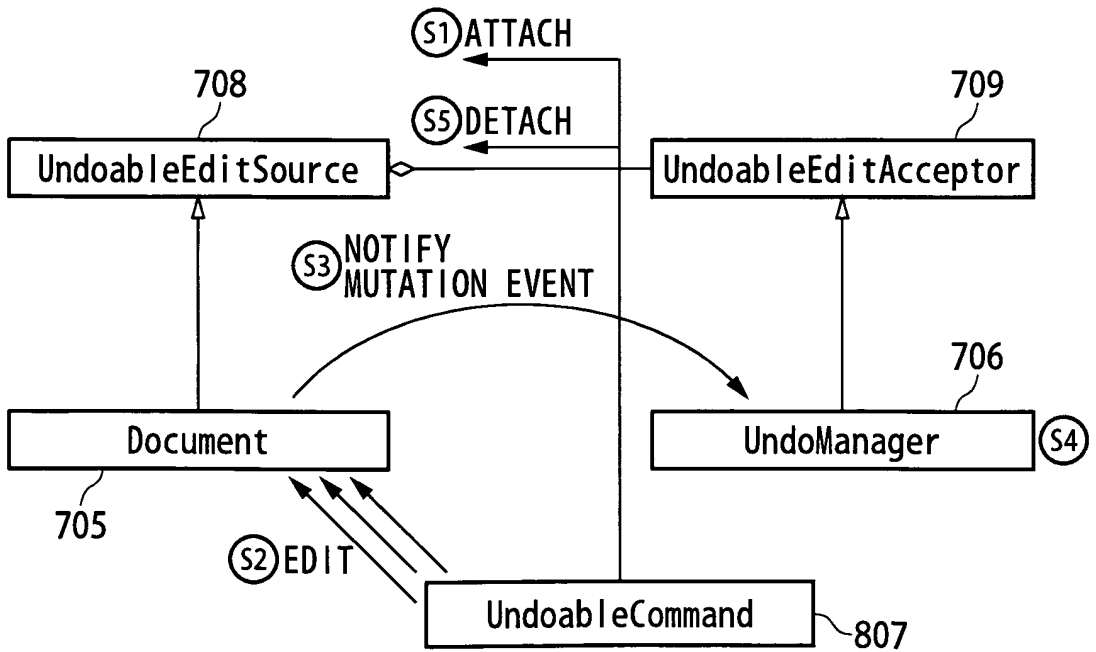 S1 ATTACH
708
709
S5 DETACH
UndoableEditSource
UndoableEditAcceptor
S3 NOTIFY
MUTATION EVENT
706
Document
UndoManager
S4
705
S2 EDIT
UndoableCommand
807